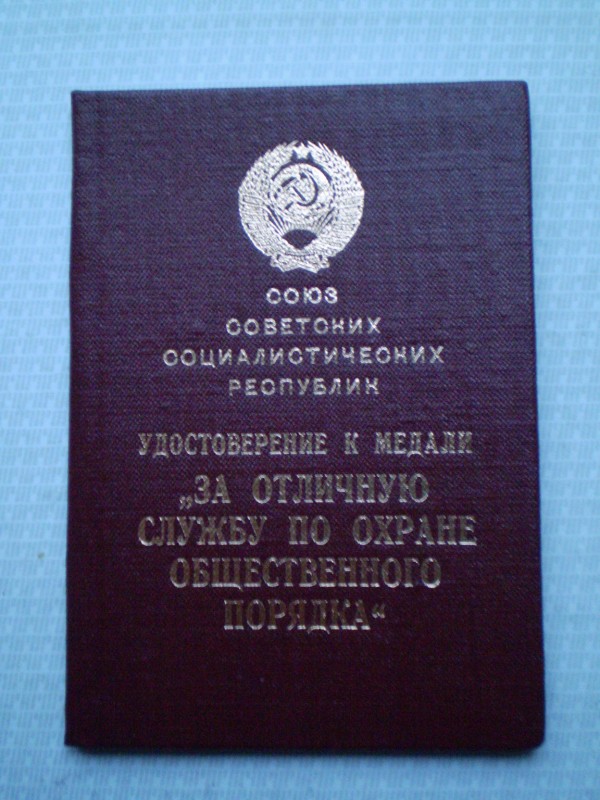 СОЮЗ
СОВЕТСКИХ
СОЦИАЛИСТИЧЕСКИХ
РЕСПУБЛИК
УДОСТОВЕРЕНИЕ К МЕДАЛИ
„ЗА ОТЛИЧНУЮ
СЛУЖБУ ПО ОХРАНЕ
ОБЩЕСТВЕННОГО
ПОРЯДКА“